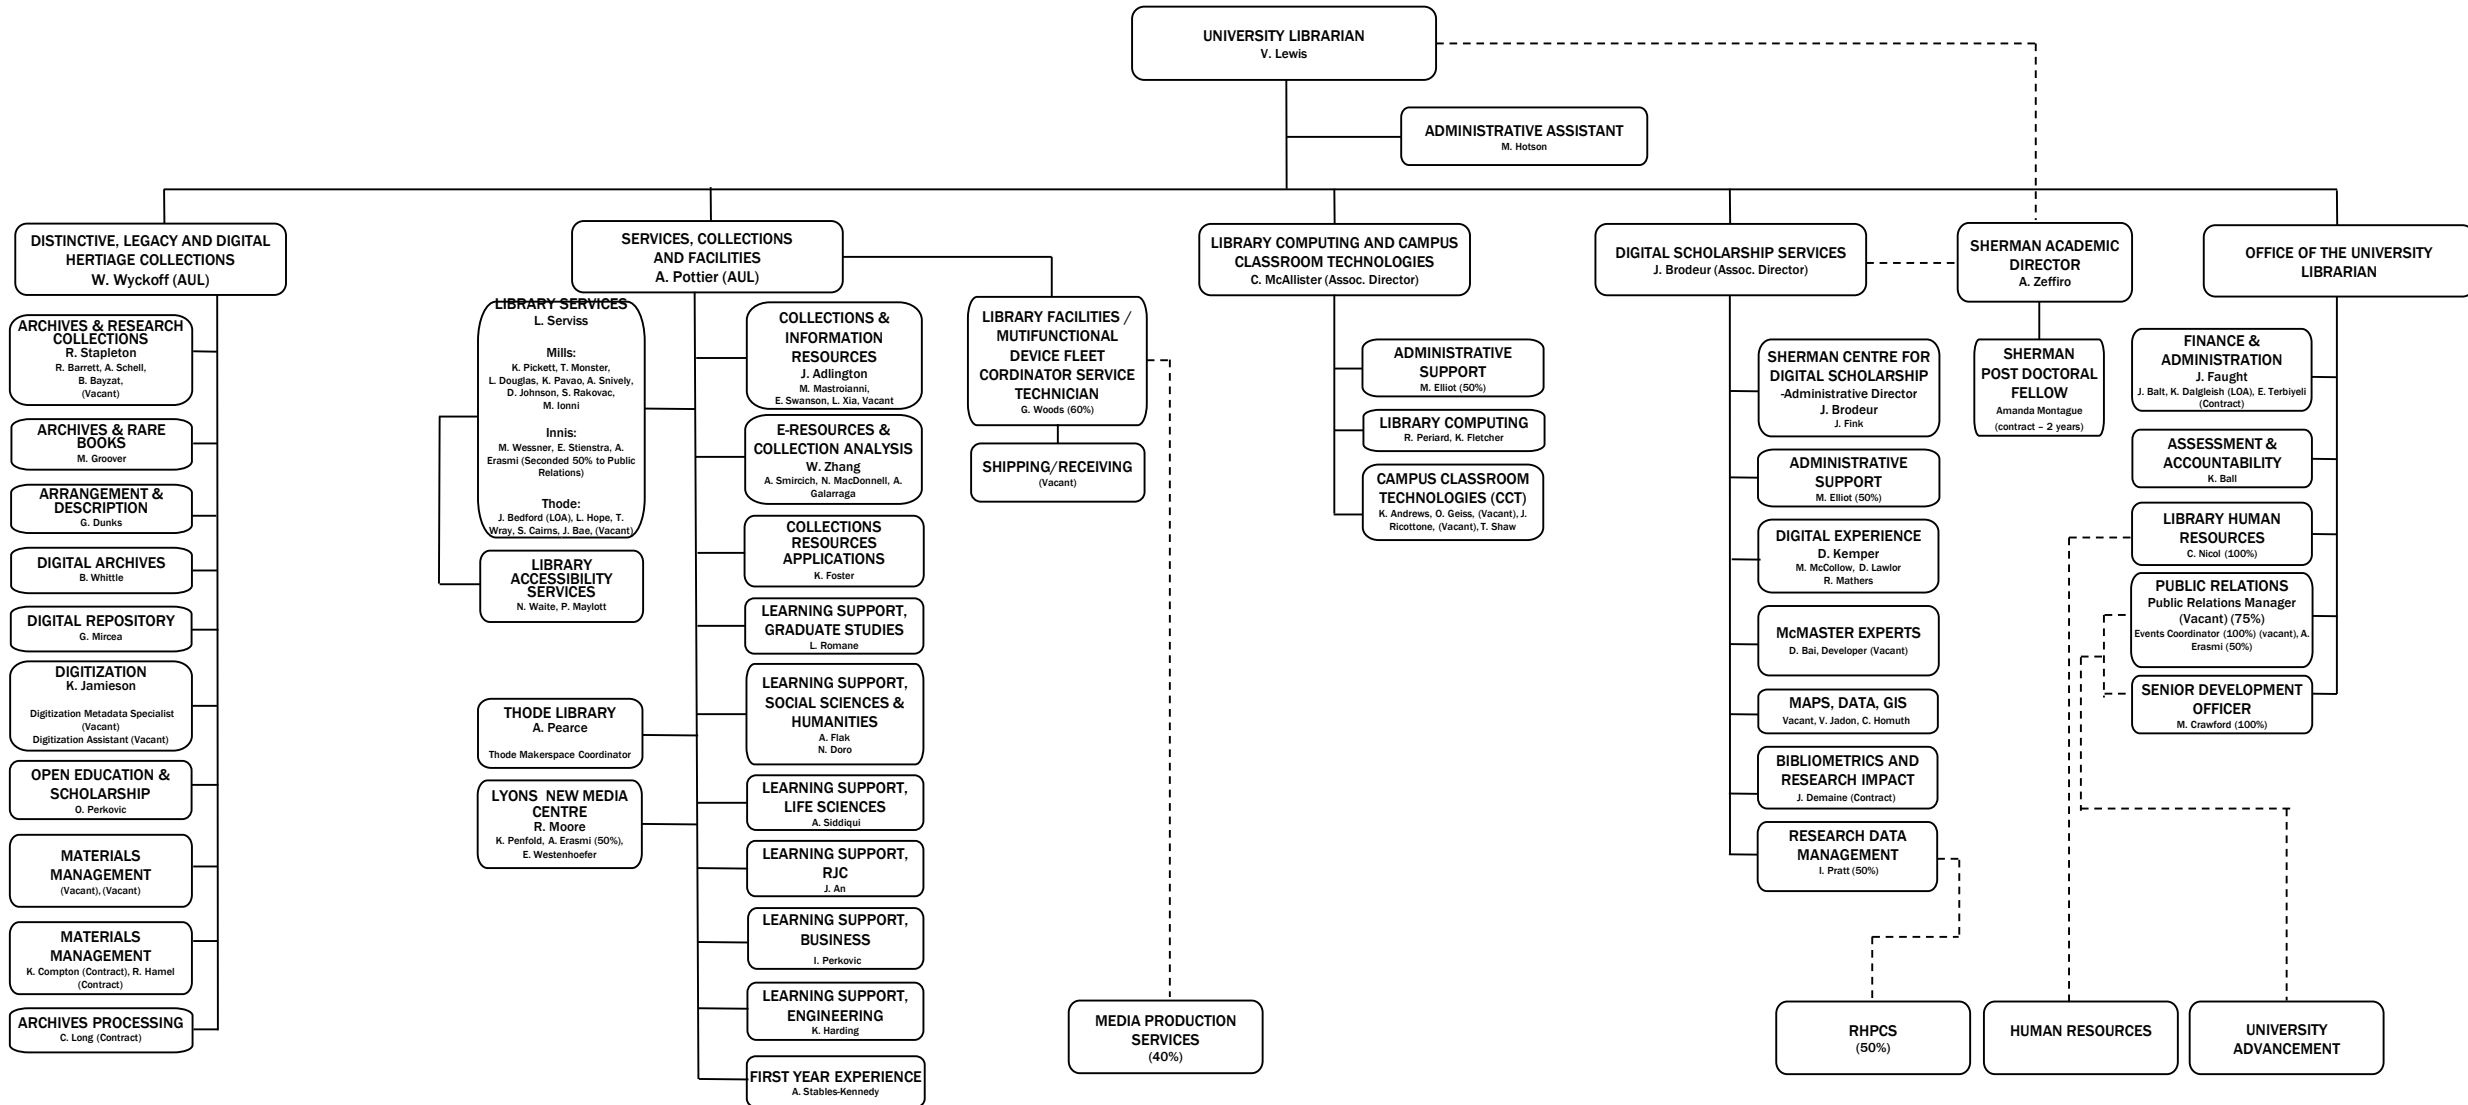 UNIVERSITY LIBRARIAN
V. Lewis
ADMINISTRATIVE ASSISTANT
M. Hotson
DISTINCTIVE, LEGACY AND DIGITAL
HERTIAGE COLLECTIONS
W. Wyckoff (AUL)
ARCHIVES & RESEARCH
COLLECTIONS
R. Stapleton
R. Barrett, A. Schell,
B. Bayzat,
(Vacant)
ARCHIVES & RARE
BOOKS
M. Groover
ARRANGEMENT &
DESCRIPTION
G. Dunks
DIGITAL ARCHIVES
B. Whittle
DIGITAL REPOSITORY
G. Mircea
DIGITIZATION
K. Jamieson
Digitization Metadata Specialist
(Vacant)
Digitization Assistant (Vacant)
OPEN EDUCATION &
SCHOLARSHIP
O. Perkovic
MATERIALS
MANAGEMENT
(Vacant), (Vacant)
MATERIALS
MANAGEMENT
K. Compton (Contract), R. Hamel
(Contract)
ARCHIVES PROCESSING
C. Long (Contract)
SERVICES, COLLECTIONS
AND FACILITIES
A. Pottier (AUL)
LIBRARY SERVICES
L. Serviss
Mills:
K. Pickett, T. Monster,
L. Douglas, K. Pavao, A. Snively,
D. Johnson, S. Rakovac,
M. Ionni
Innis:
M. Wessner, E. Stienstra, A.
Erasmi (Seconded 50% to Public
Relations)
Thode:
J. Bedford (LOA), L. Hope, T.
Wray, S. Cairns, J. Bae, (Vacant)
LIBRARY
ACCESSIBILITY
SERVICES
N. Waite, P. Maylott
THODE LIBRARY
A. Pearce
Thode Makerspace Coordinator
LYONS  NEW MEDIA
CENTRE
R. Moore
K. Penfold, A. Erasmi (50%),
E. Westenhoefer
COLLECTIONS &
INFORMATION
RESOURCES
J. Adlington
M. Mastroianni,
E. Swanson, L. Xia, Vacant
E-RESOURCES &
COLLECTION ANALYSIS
W. Zhang
A. Smircich, N. MacDonnell, A.
Galarraga
COLLECTIONS
RESOURCES
APPLICATIONS
K. Foster
LEARNING SUPPORT,
GRADUATE STUDIES
L. Romane
LEARNING SUPPORT,
SOCIAL SCIENCES &
HUMANITIES
A. Flak
N. Doro
LEARNING SUPPORT,
LIFE SCIENCES
A. Siddiqui
LEARNING SUPPORT,
RJC
J. An
LEARNING SUPPORT,
BUSINESS
I. Perkovic
LEARNING SUPPORT,
ENGINEERING
K. Harding
FIRST YEAR EXPERIENCE
A. Stables-Kennedy
LIBRARY FACILITIES /
MUTIFUNCTIONAL
DEVICE FLEET
CORDINATOR SERVICE
TECHNICIAN
G. Woods (60%)
SHIPPING/RECEIVING
(Vacant)
MEDIA PRODUCTION
SERVICES
(40%)
LIBRARY COMPUTING AND CAMPUS
CLASSROOM TECHNOLOGIES
C. McAllister (Assoc. Director)
ADMINISTRATIVE
SUPPORT
M. Elliot (50%)
LIBRARY COMPUTING
R. Periard, K. Fletcher
CAMPUS CLASSROOM
TECHNOLOGIES (CCT)
K. Andrews, O. Geiss, (Vacant), J.
Ricottone, (Vacant), T. Shaw
DIGITAL SCHOLARSHIP SERVICES
J. Brodeur (Assoc. Director)
SHERMAN CENTRE FOR
DIGITAL SCHOLARSHIP
-Administrative Director
J. Brodeur
J. Fink
ADMINISTRATIVE
SUPPORT
M. Elliot (50%)
DIGITAL EXPERIENCE
D. Kemper
M. McCollow, D. Lawlor
R. Mathers
McMASTER EXPERTS
D. Bai, Developer (Vacant)
MAPS, DATA, GIS
Vacant, V. Jadon, C. Homuth
BIBLIOMETRICS AND
RESEARCH IMPACT
J. Demaine (Contract)
RESEARCH DATA
MANAGEMENT
I. Pratt (50%)
RHPCS
(50%)
SHERMAN ACADEMIC
DIRECTOR
A. Zeffiro
SHERMAN
POST DOCTORAL
FELLOW
Amanda Montague
(contract – 2 years)
OFFICE OF THE UNIVERSITY
LIBRARIAN
FINANCE &
ADMINISTRATION
J. Faught
J. Balt, K. Dalgleish (LOA), E. Terbiyeli
(Contract)
ASSESSMENT &
ACCOUNTABILITY
K. Ball
LIBRARY HUMAN
RESOURCES
C. Nicol (100%)
PUBLIC RELATIONS
Public Relations Manager
(Vacant) (75%)
Events Coordinator (100%) (vacant), A.
Erasmi (50%)
SENIOR DEVELOPMENT
OFFICER
M. Crawford (100%)
HUMAN RESOURCES
UNIVERSITY
ADVANCEMENT